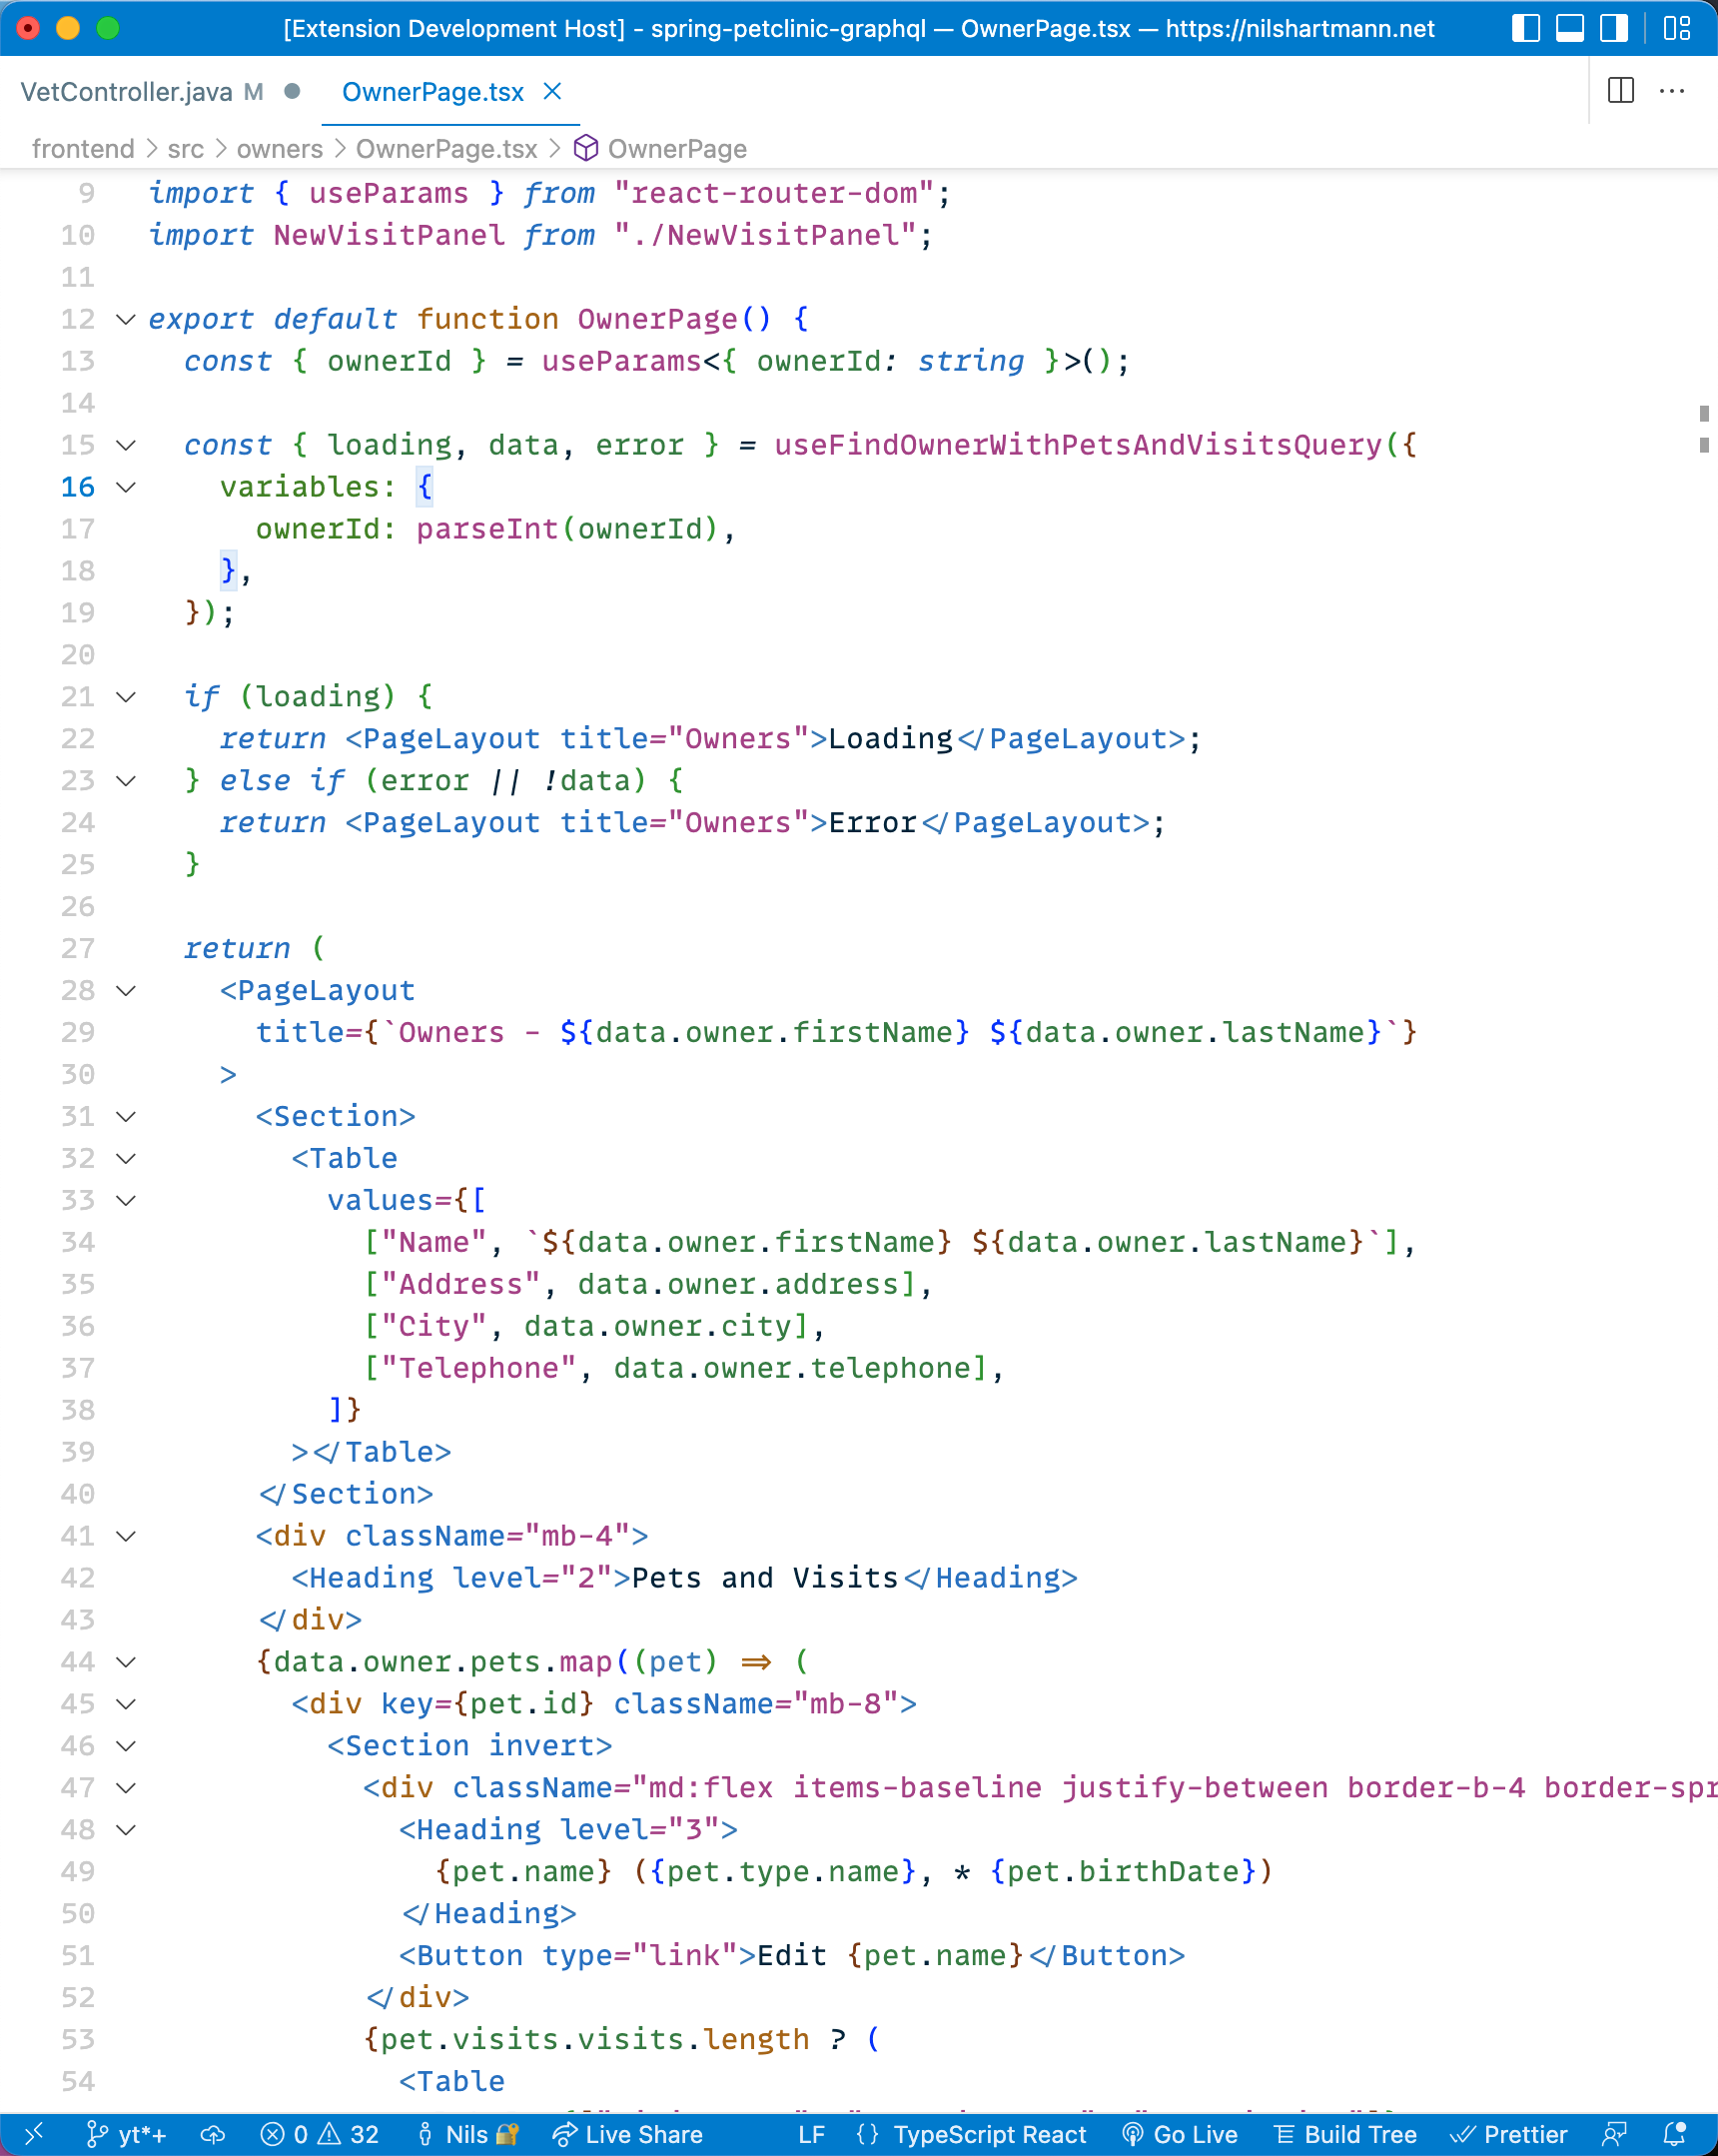 [Extension Development Host] - spring-petclinic-graphql — OwnerPage.tsx — https://nilshartmann.net
VetController.java M ● OwnerPage.tsx ×
frontend > src > owners > OwnerPage.tsx > OwnerPage
9 import { useParams } from "react-router-dom";
10 import NewVisitPanel from "./NewVisitPanel";
11
12 export default function OwnerPage() {
13   const { ownerId } = useParams<{ ownerId: string }>();
14
15   const { loading, data, error } = useFindOwnerWithPetsAndVisitsQuery({
16     variables: {
17       ownerId: parseInt(ownerId),
18     },
19   });
20
21   if (loading) {
22     return <PageLayout title="Owners">Loading</PageLayout>;
23   } else if (error || !data) {
24     return <PageLayout title="Owners">Error</PageLayout>;
25   }
26
27   return (
28     <PageLayout
29       title={`Owners - ${data.owner.firstName} ${data.owner.lastName}`}
30     >
31       <Section>
32         <Table
33           values={[
34             ["Name", `${data.owner.firstName} ${data.owner.lastName}`],
35             ["Address", data.owner.address],
36             ["City", data.owner.city],
37             ["Telephone", data.owner.telephone],
38           ]}
39         ></Table>
40       </Section>
41       <div className="mb-4">
42         <Heading level="2">Pets and Visits</Heading>
43       </div>
44       {data.owner.pets.map((pet) => (
45         <div key={pet.id} className="mb-8">
46           <Section invert>
47             <div className="md:flex items-baseline justify-between border-b-4 border-spr
48               <Heading level="3">
49                 {pet.name} ({pet.type.name}, * {pet.birthDate})
50               </Heading>
51               <Button type="link">Edit {pet.name}</Button>
52             </div>
53             {pet.visits.visits.length ? (
54               <Table
yt*+ 0 32 Nils Live Share LF {} TypeScript React Go Live Build Tree Prettier